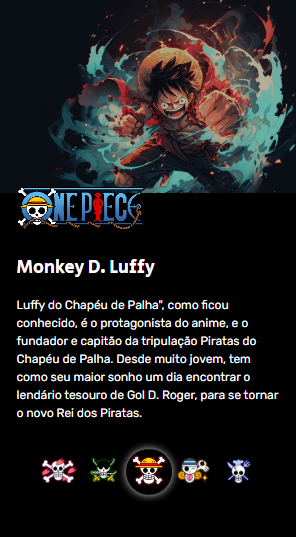 ONE PIECE
Monkey D. Luffy
Luffy do Chapéu de Palha", como ficou
conhecido, é o protagonista do anime, e o
fundador e capitão da tripulação Piratas do
Chapéu de Palha. Desde muito jovem, tem
como seu maior sonho um dia encontrar o
lendário tesouro de Gol D. Roger, para se tornar
o novo Rei dos Piratas.